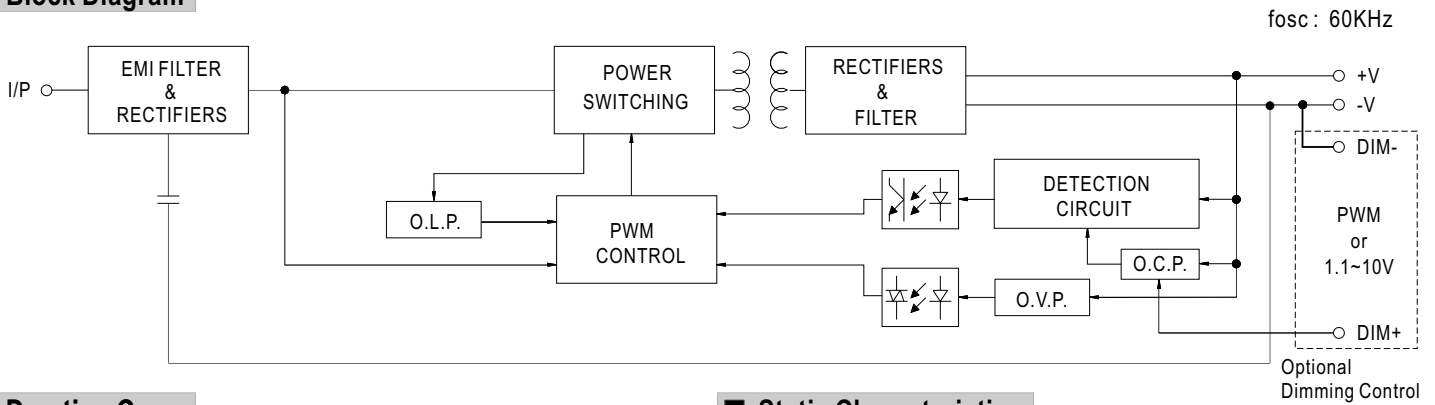 Block Diagram
fosc : 60KHz
I/P
EMI FILTER
&
RECTIFIERS
POWER
SWITCHING
RECTIFIERS
&
FILTER
+V
-V
DIM-
DETECTION
CIRCUIT
O.L.P.
PWM
CONTROL
PWM
or
1.1~10V
O.C.P.
O.V.P.
DIM+
Optional
Dimming Control